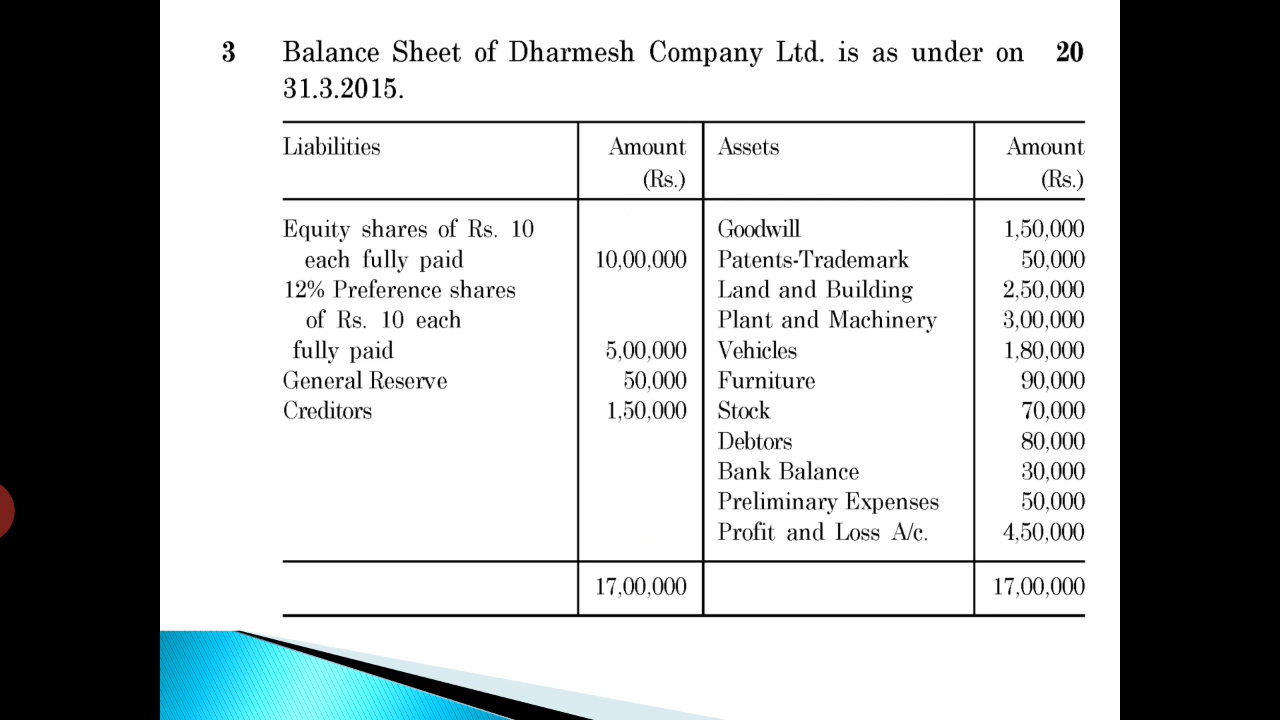 3 Balance Sheet of Dharmesh Company Ltd. is as under on 20
31.3.2015.
Liabilities Amount Assets Amount
(Rs.) (Rs.)
Equity shares of Rs. 10 Goodwill 1,50,000
each fully paid 10,00,000 Patents-Trademark 50,000
12% Preference shares Land and Building 2,50,000
of Rs. 10 each Plant and Machinery 3,00,000
fully paid 5,00,000 Vehicles 1,80,000
General Reserve 50,000 Furniture 90,000
Creditors 1,50,000 Stock 70,000
Debtors 80,000
Bank Balance 30,000
Preliminary Expenses 50,000
Profit and Loss A/c. 4,50,000
17,00,000 17,00,000